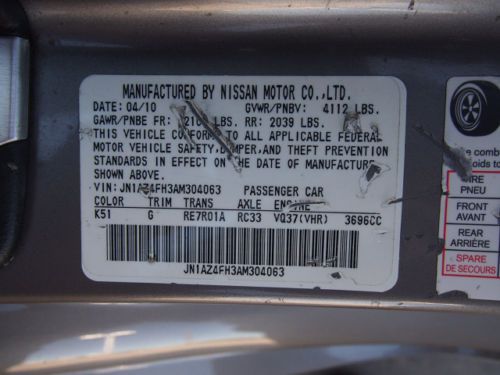 MANUFACTURED BY NISSAN MOTOR CO.,LTD.
DATE: 04/10 GVWR/PNBV: 4112 LBS.
GAWR/PNBE FR: LBS. RR: 2039 LBS.
THIS VEHICLE CONFORMS TO ALL APPLICABLE FEDERAL
MOTOR VEHICLE SAFETY, BUMPER, AND THEFT PREVENTION
STANDARDS IN EFFECT ON THE DATE OF MANUFACTURE
SHOWN ABOVE.
VIN: JN1AZ4FH3AM304063 PASSENGER CAR
COLOR TRIM TRANS AXLE ENGINE
K51 G RE7R01A RC33 VQ37(VHR) 3696CC
JN1AZ4FH3AM304063
TIRE
PNEU
FRONT
AVANT
REAR
ARRIÈRE
SPARE
DE SECOURS